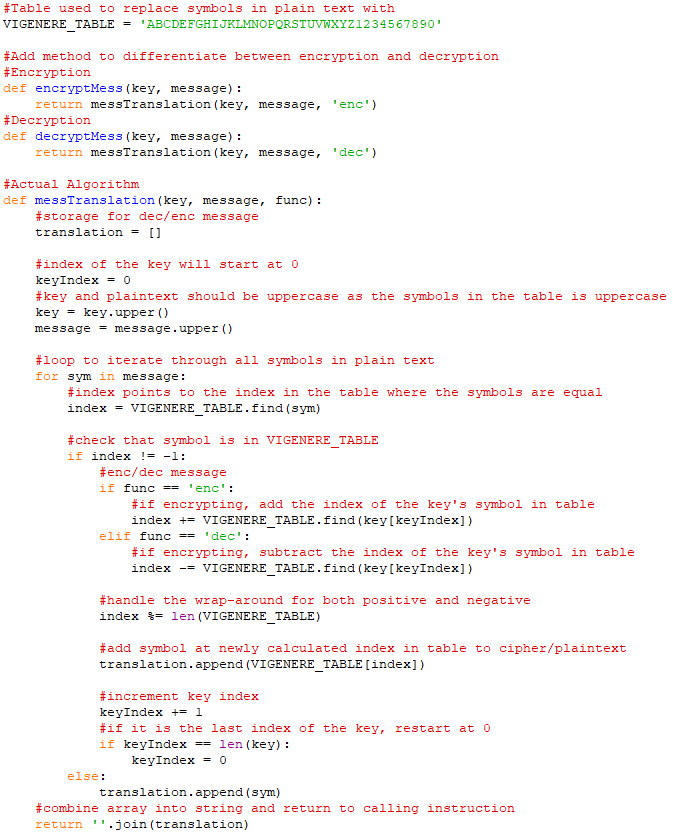 #Table used to replace symbols in plain text with
VIGENERE_TABLE = 'ABCDEFGHIJKLMNOPQRSTUVWXYZ1234567890'

#Add method to differentiate between encryption and decryption
#Encryption
def encryptMess(key, message):
    return messTranslation(key, message, 'enc')
#Decryption
def decryptMess(key, message):
    return messTranslation(key, message, 'dec')

#Actual Algorithm
def messTranslation(key, message, func):
    #storage for dec/enc message
    translation = []

    #index of the key will start at 0
    keyIndex = 0
    #key and plaintext should be uppercase as the symbols in the table is uppercase
    key = key.upper()
    message = message.upper()

    #loop to iterate through all symbols in plain text
    for sym in message:
        #index points to the index in the table where the symbols are equal
        index = VIGENERE_TABLE.find(sym)

        #check that symbol is in VIGENERE_TABLE
        if index != -1:
            #enc/dec message
            if func == 'enc':
                #if encrypting, add the index of the key's symbol in table
                index += VIGENERE_TABLE.find(key[keyIndex])
            elif func == 'dec':
                #if encrypting, subtract the index of the key's symbol in table
                index -= VIGENERE_TABLE.find(key[keyIndex])

            #handle the wrap-around for both positive and negative
            index %= len(VIGENERE_TABLE)

            #add symbol at newly calculated index in table to cipher/plaintext
            translation.append(VIGENERE_TABLE[index])

            #increment key index
            keyIndex += 1
            #if it is the last index of the key, restart at 0
            if keyIndex == len(key):
                keyIndex = 0
        else:
            translation.append(sym)
    #combine array into string and return to calling instruction
    return ''.join(translation)